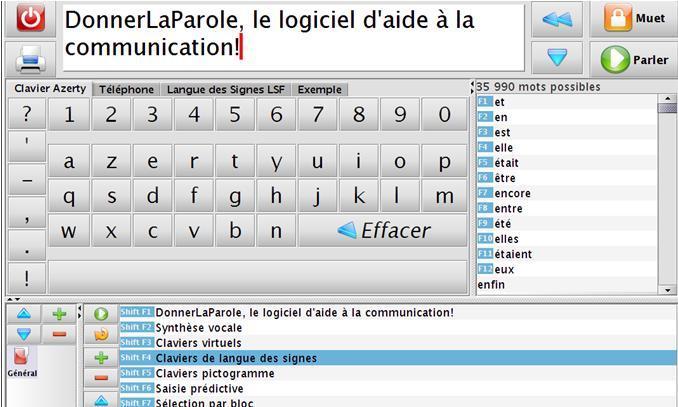 DonnerLaParole, le logiciel d'aide à la
communication!
Muet
Parler
Clavier Azerty Téléphone Langue des Signes LSF Exemple
? 1 2 3 4 5 6 7 8 9 0
'
a z e r t y u i o p
–
q s d f g h j k l m
,
w x c v b n Effacer
.
!
35 990 mots possibles
F1 et
F2 en
F3 est
F4 elle
F5 était
F6 être
F7 encore
F8 entre
F9 été
F10 elles
F11 étaient
F12 eux
enfin
Général
Shift F1 DonnerLaParole, le logiciel d'aide à la communication!
Shift F2 Synthèse vocale
Shift F3 Claviers virtuels
Shift F4 Claviers de langue des signes
Shift F5 Claviers pictogramme
Shift F6 Saisie prédictive
Shift F7 Sélection par bloc